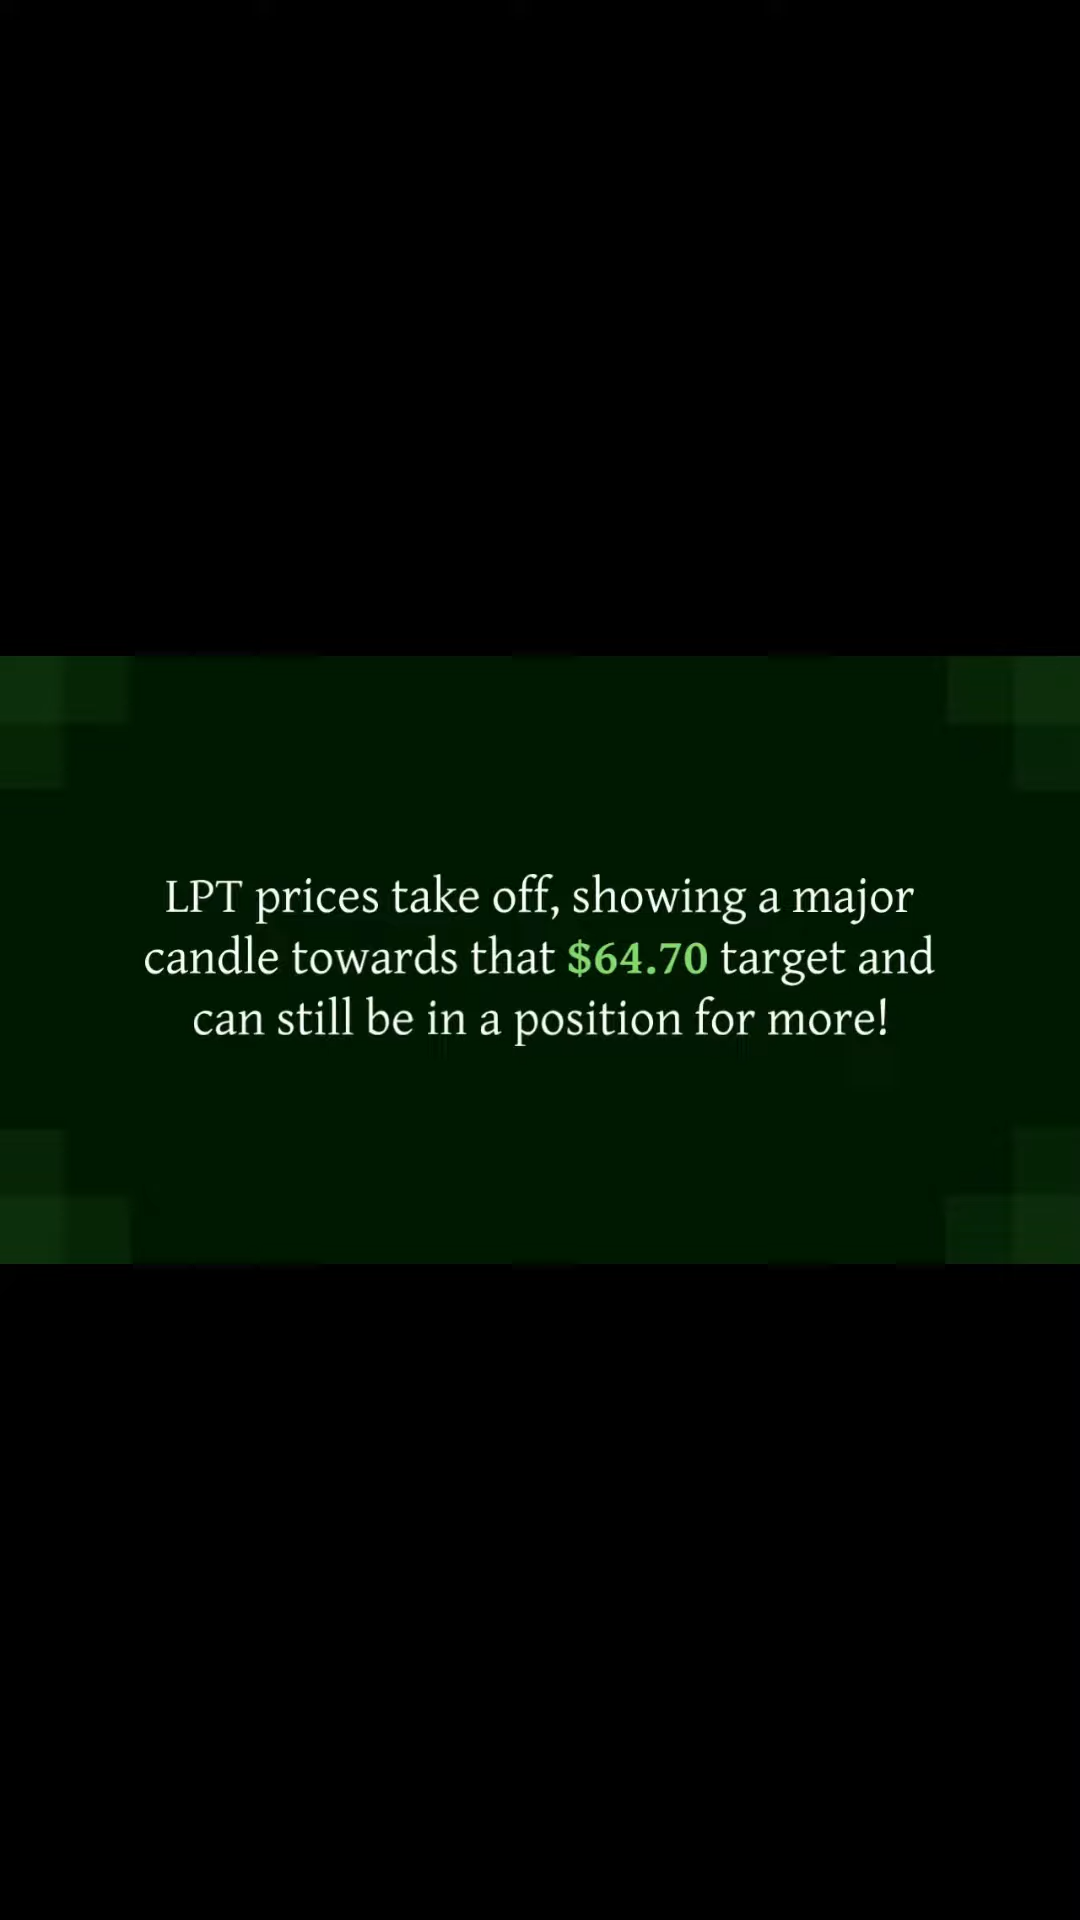 LPT prices take off, showing a major
candle towards that $64.70 target and
can still be in a position for more!